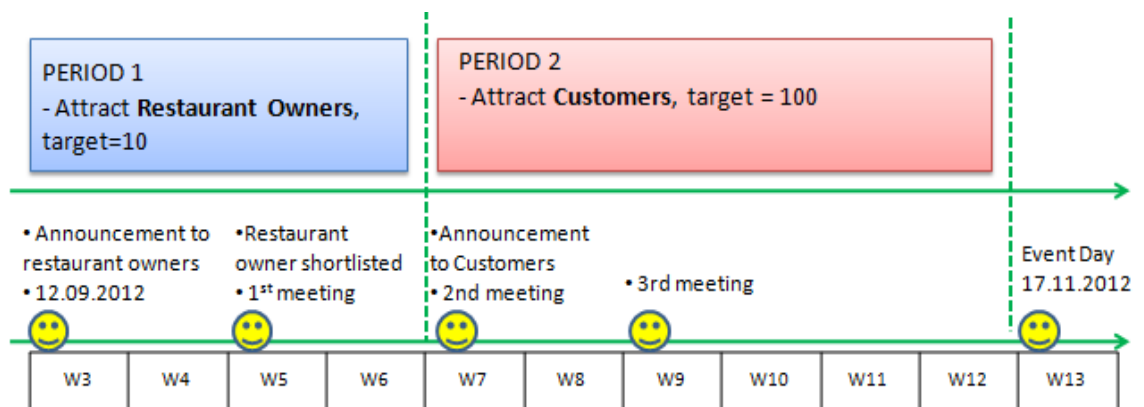 PERIOD 1
- Attract Restaurant Owners,
target=10
PERIOD 2
- Attract Customers, target = 100
• Announcement to
restaurant owners
• 12.09.2012
•Restaurant
owner shortlisted
• 1st meeting
•Announcement
to Customers
• 2nd meeting
• 3rd meeting
Event Day
17.11.2012
W3 W4 W5 W6 W7 W8 W9 W10 W11 W12 W13